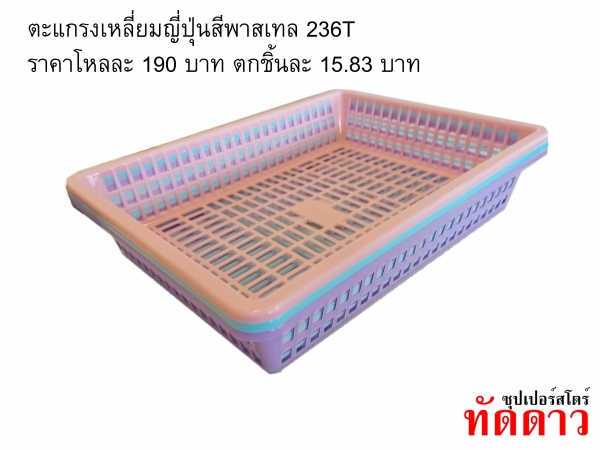 ตะแกรงเหลี่ยมญี่ปุ่นสีพาสเทล 236T
ราคาโหลละ 190 บาท ตกชิ้นละ 15.83 บาท
ซุปเปอร์สโตร์
ทัดดาว